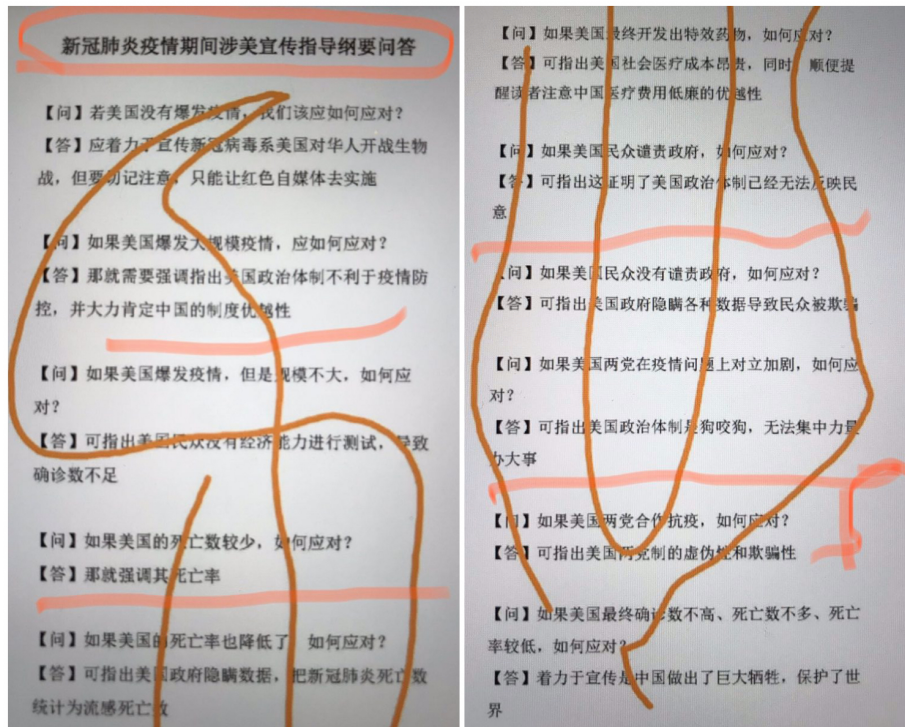 新冠肺炎疫情期间涉美宣传指导纲要问答
【问】若美国没有爆发疫情，我们该应如何应对？
【答】应着力于宣传新冠病毒系美国对华人开战生物
战，但要切记注意，只能让红色自媒体去实施
【问】如果美国爆发大规模疫情，应如何应对？
【答】那就需要强调指出美国政治体制不利于疫情防
控，并大力肯定中国的制度优越性
【问】如果美国爆发疫情，但是规模不大，如何应
对？
【答】可指出美国民众没有经济能力进行测试，导致
确诊数不足
【问】如果美国的死亡数较少，如何应对？
【答】那就强调其死亡率
【问】如果美国的死亡率也降低了，如何应对？
【答】可指出美国政府隐瞒数据，把新冠肺炎死亡数
统计为流感死亡数
【问】如果美国最终开发出特效药物，如何应对？
【答】可指出美国社会医疗成本昂贵，同时，顺便提
醒读者注意中国医疗费用低廉的优越性
【问】如果美国民众谴责政府，如何应对？
【答】可指出这证明了美国政治体制已经无法反映民
意
【问】如果美国民众没有谴责政府，如何应对？
【答】可指出美国政府隐瞒各种数据导致民众被欺骗
【问】如果美国两党在疫情问题上对立加剧，如何应
对？
【答】可指出美国政治体制是狗咬狗，无法集中力量
办大事
【问】如果美国两党合作抗疫，如何应对？
【答】可指出美国两党制的虚伪性和欺骗性
【问】如果美国最终确诊数不高、死亡数不多、死亡
率较低，如何应对？
【答】着力于宣传是中国做出了巨大牺牲，保护了世
界